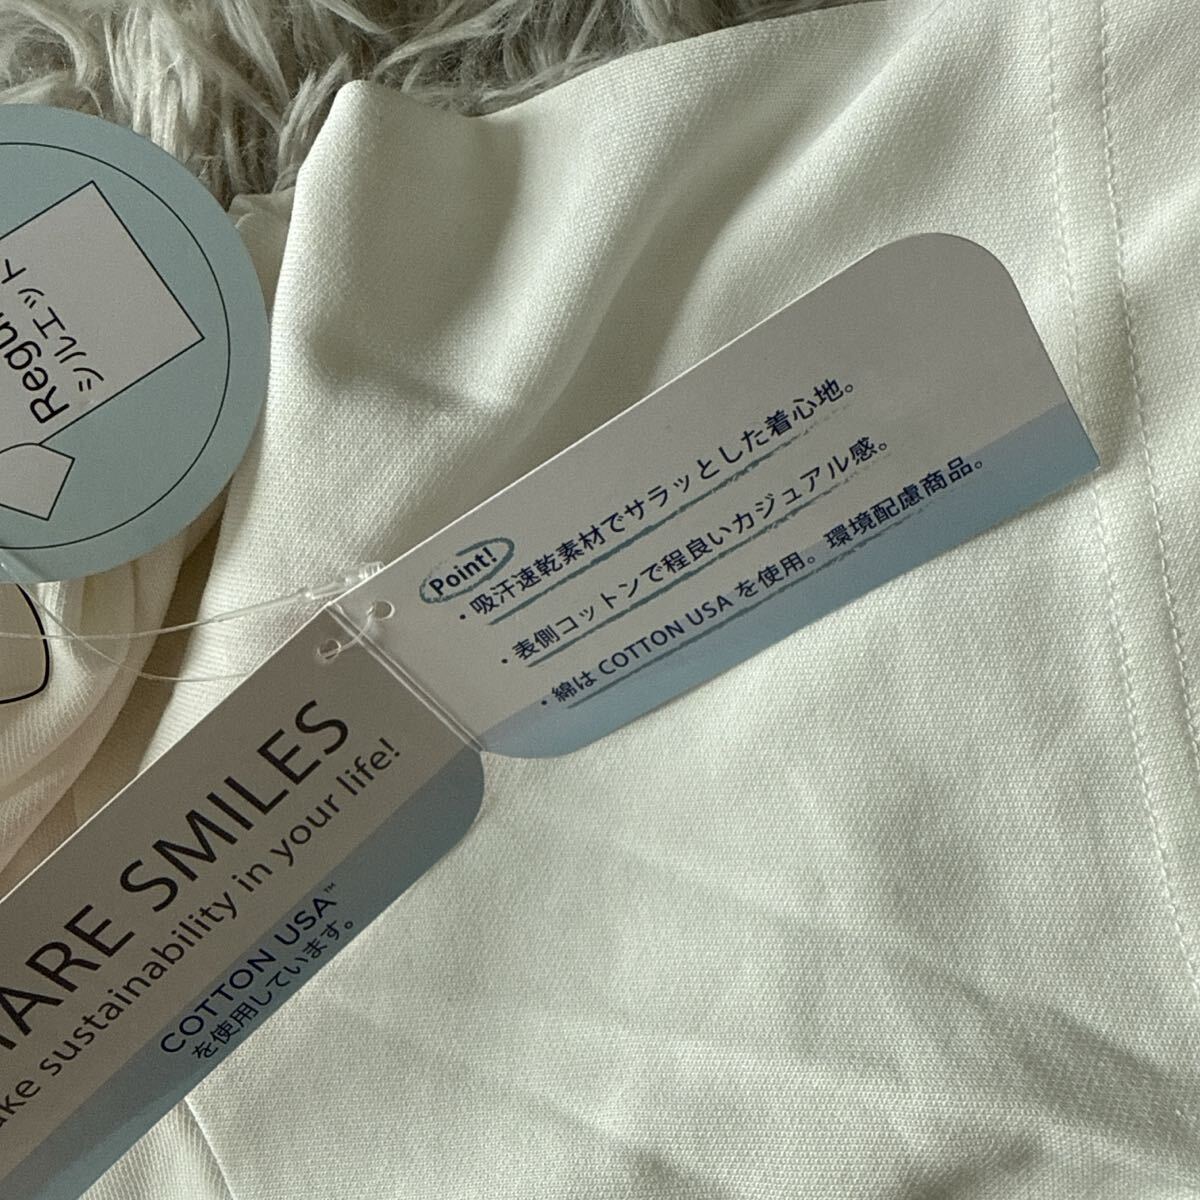 シルエット
Point!
・吸汗速乾素材でサラッとした着心地。
・表側コットンで程良いカジュアル感。
・綿は COTTON USA を使用。環境配慮商品。
SMILES
sustainability in your life!
COTTON USA™
を使用しています。